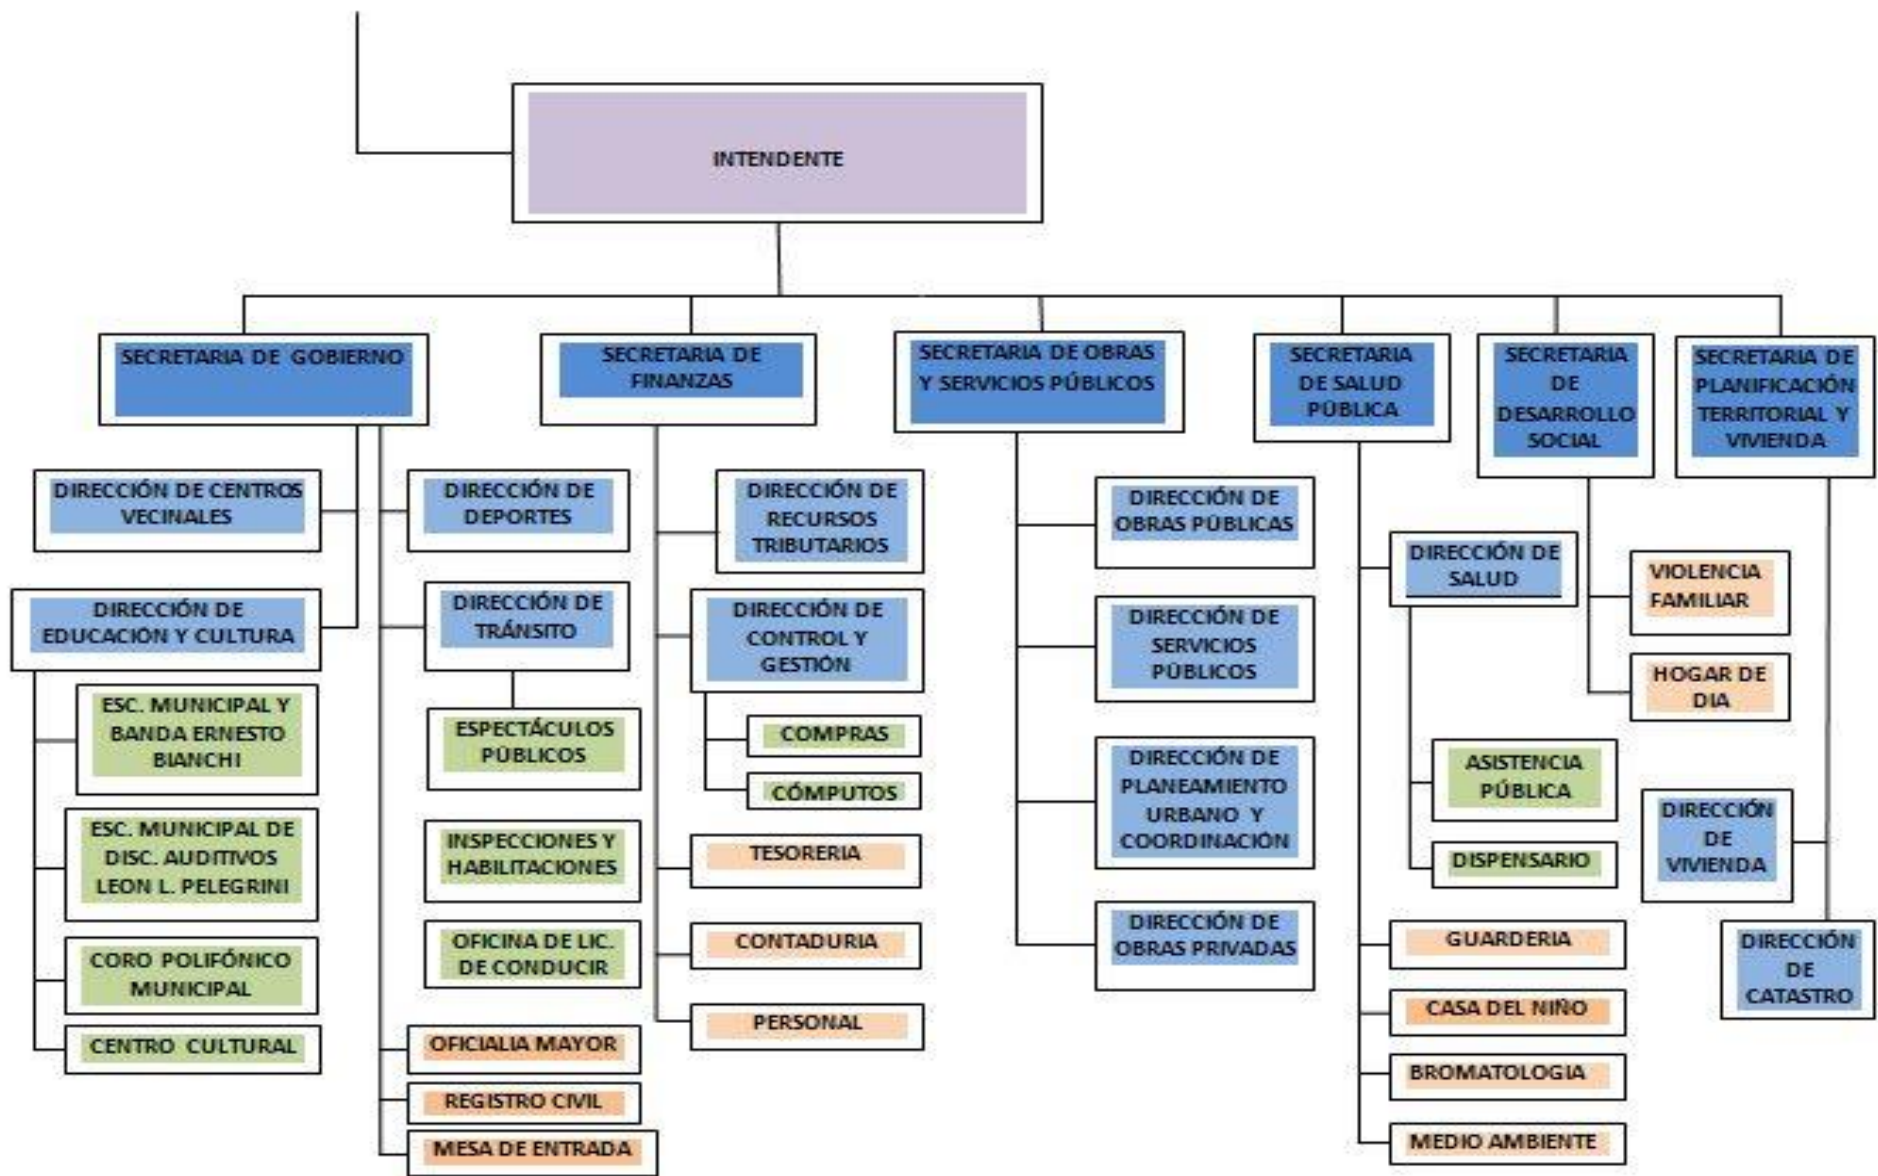 INTENDENTE
SECRETARIA DE GOBIERNO
DIRECCIÓN DE CENTROS
VECINALES
DIRECCIÓN DE
EDUCACIÓN Y CULTURA
ESC. MUNICIPAL Y
BANDA ERNESTO
BIANCHI
ESC. MUNICIPAL DE
DISC. AUDITIVOS
LEON L. PELEGRINI
CORO POLIFÓNICO
MUNICIPAL
CENTRO CULTURAL
DIRECCIÓN DE
DEPORTES
DIRECCIÓN DE
TRÁNSITO
ESPECTÁCULOS
PÚBLICOS
INSPECCIONES Y
HABILITACIONES
OFICINA DE LIC.
DE CONDUCIR
OFICIALIA MAYOR
REGISTRO CIVIL
MESA DE ENTRADA
SECRETARIA DE
FINANZAS
DIRECCIÓN DE
RECURSOS
TRIBUTARIOS
DIRECCIÓN DE
CONTROL Y
GESTIÓN
COMPRAS
CÓMPUTOS
TESORERIA
CONTADURIA
PERSONAL
SECRETARIA DE OBRAS
Y SERVICIOS PÚBLICOS
DIRECCIÓN DE
OBRAS PÚBLICAS
DIRECCIÓN DE
SERVICIOS
PÚBLICOS
DIRECCIÓN DE
PLANEAMIENTO
URBANO Y
COORDINACIÓN
DIRECCIÓN DE
OBRAS PRIVADAS
SECRETARIA
DE SALUD
PÚBLICA
DIRECCIÓN DE
SALUD
ASISTENCIA
PÚBLICA
DISPENSARIO
GUARDERIA
CASA DEL NIÑO
BROMATOLOGIA
MEDIO AMBIENTE
SECRETARIA
DE
DESARROLLO
SOCIAL
VIOLENCIA
FAMILIAR
HOGAR DE
DIA
SECRETARIA DE
PLANIFICACIÓN
TERRITORIAL Y
VIVIENDA
DIRECCIÓN
DE
VIVIENDA
DIRECCIÓN
DE
CATASTRO